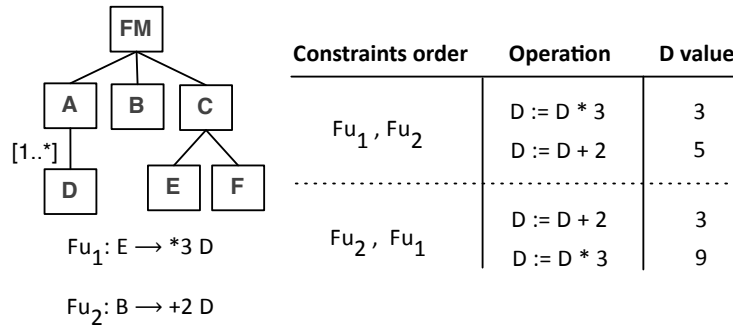 FM
A B C
[1..*]
D E F
Fu₁: E → *3 D
Fu₂: B → +2 D
Constraints order Operation D value
Fu₁ , Fu₂
D := D * 3 3
D := D + 2 5
Fu₂ , Fu₁
D := D + 2 3
D := D * 3 9